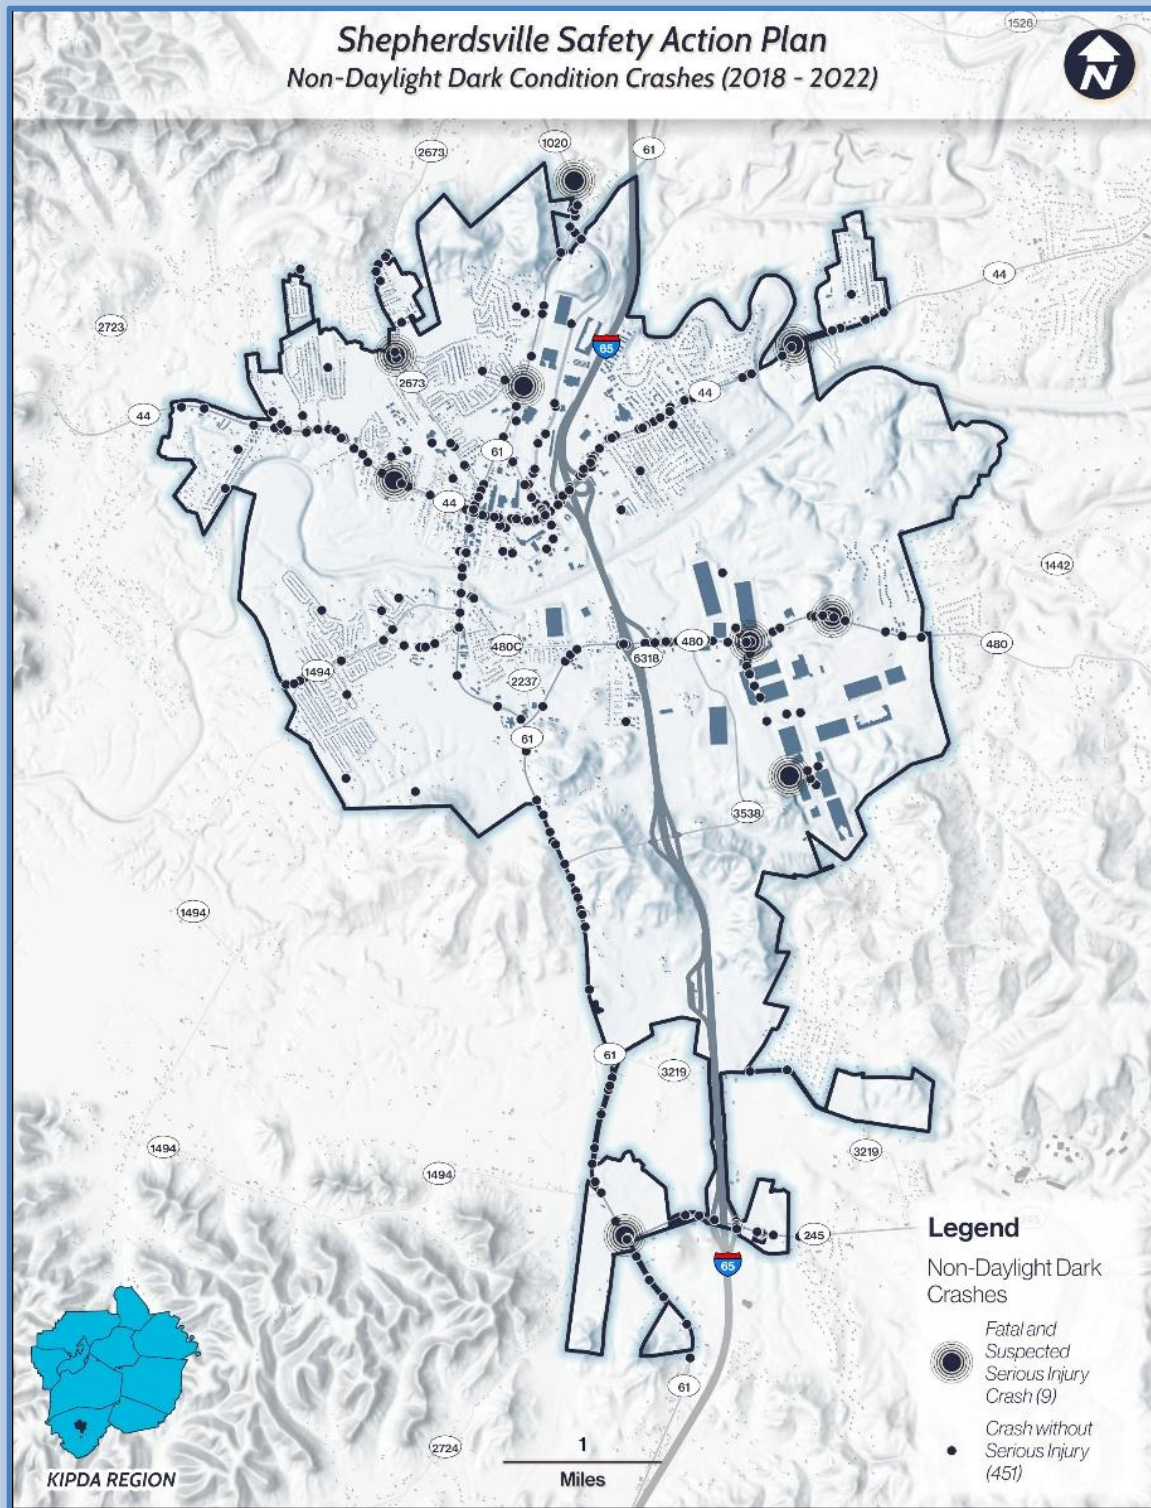 Shepherdsville Safety Action Plan
Non-Daylight Dark Condition Crashes (2018 - 2022)
1526
N
2673
1020
61
44
2723
65
2673
44
44
61
44
1442
480C
6318
480
480
1494
2237
61
3538
1494
61
3219
1494
1494
3219
245
65
61
2724
Legend
Non-Daylight Dark
Crashes
Fatal and
Suspected
Serious Injury
Crash (9)
Crash without
Serious Injury
(451)
1
Miles
KIPDA REGION